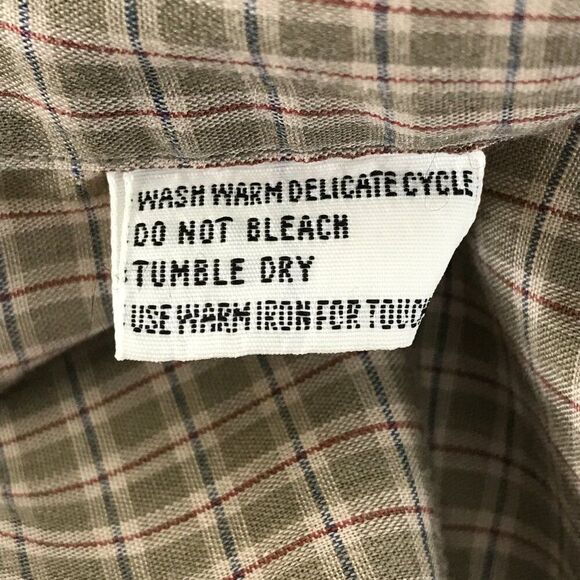 WASH WARM DELICATE CYCLE
DO NOT BLEACH
TUMBLE DRY
USE WARM IRON FOR TOUC